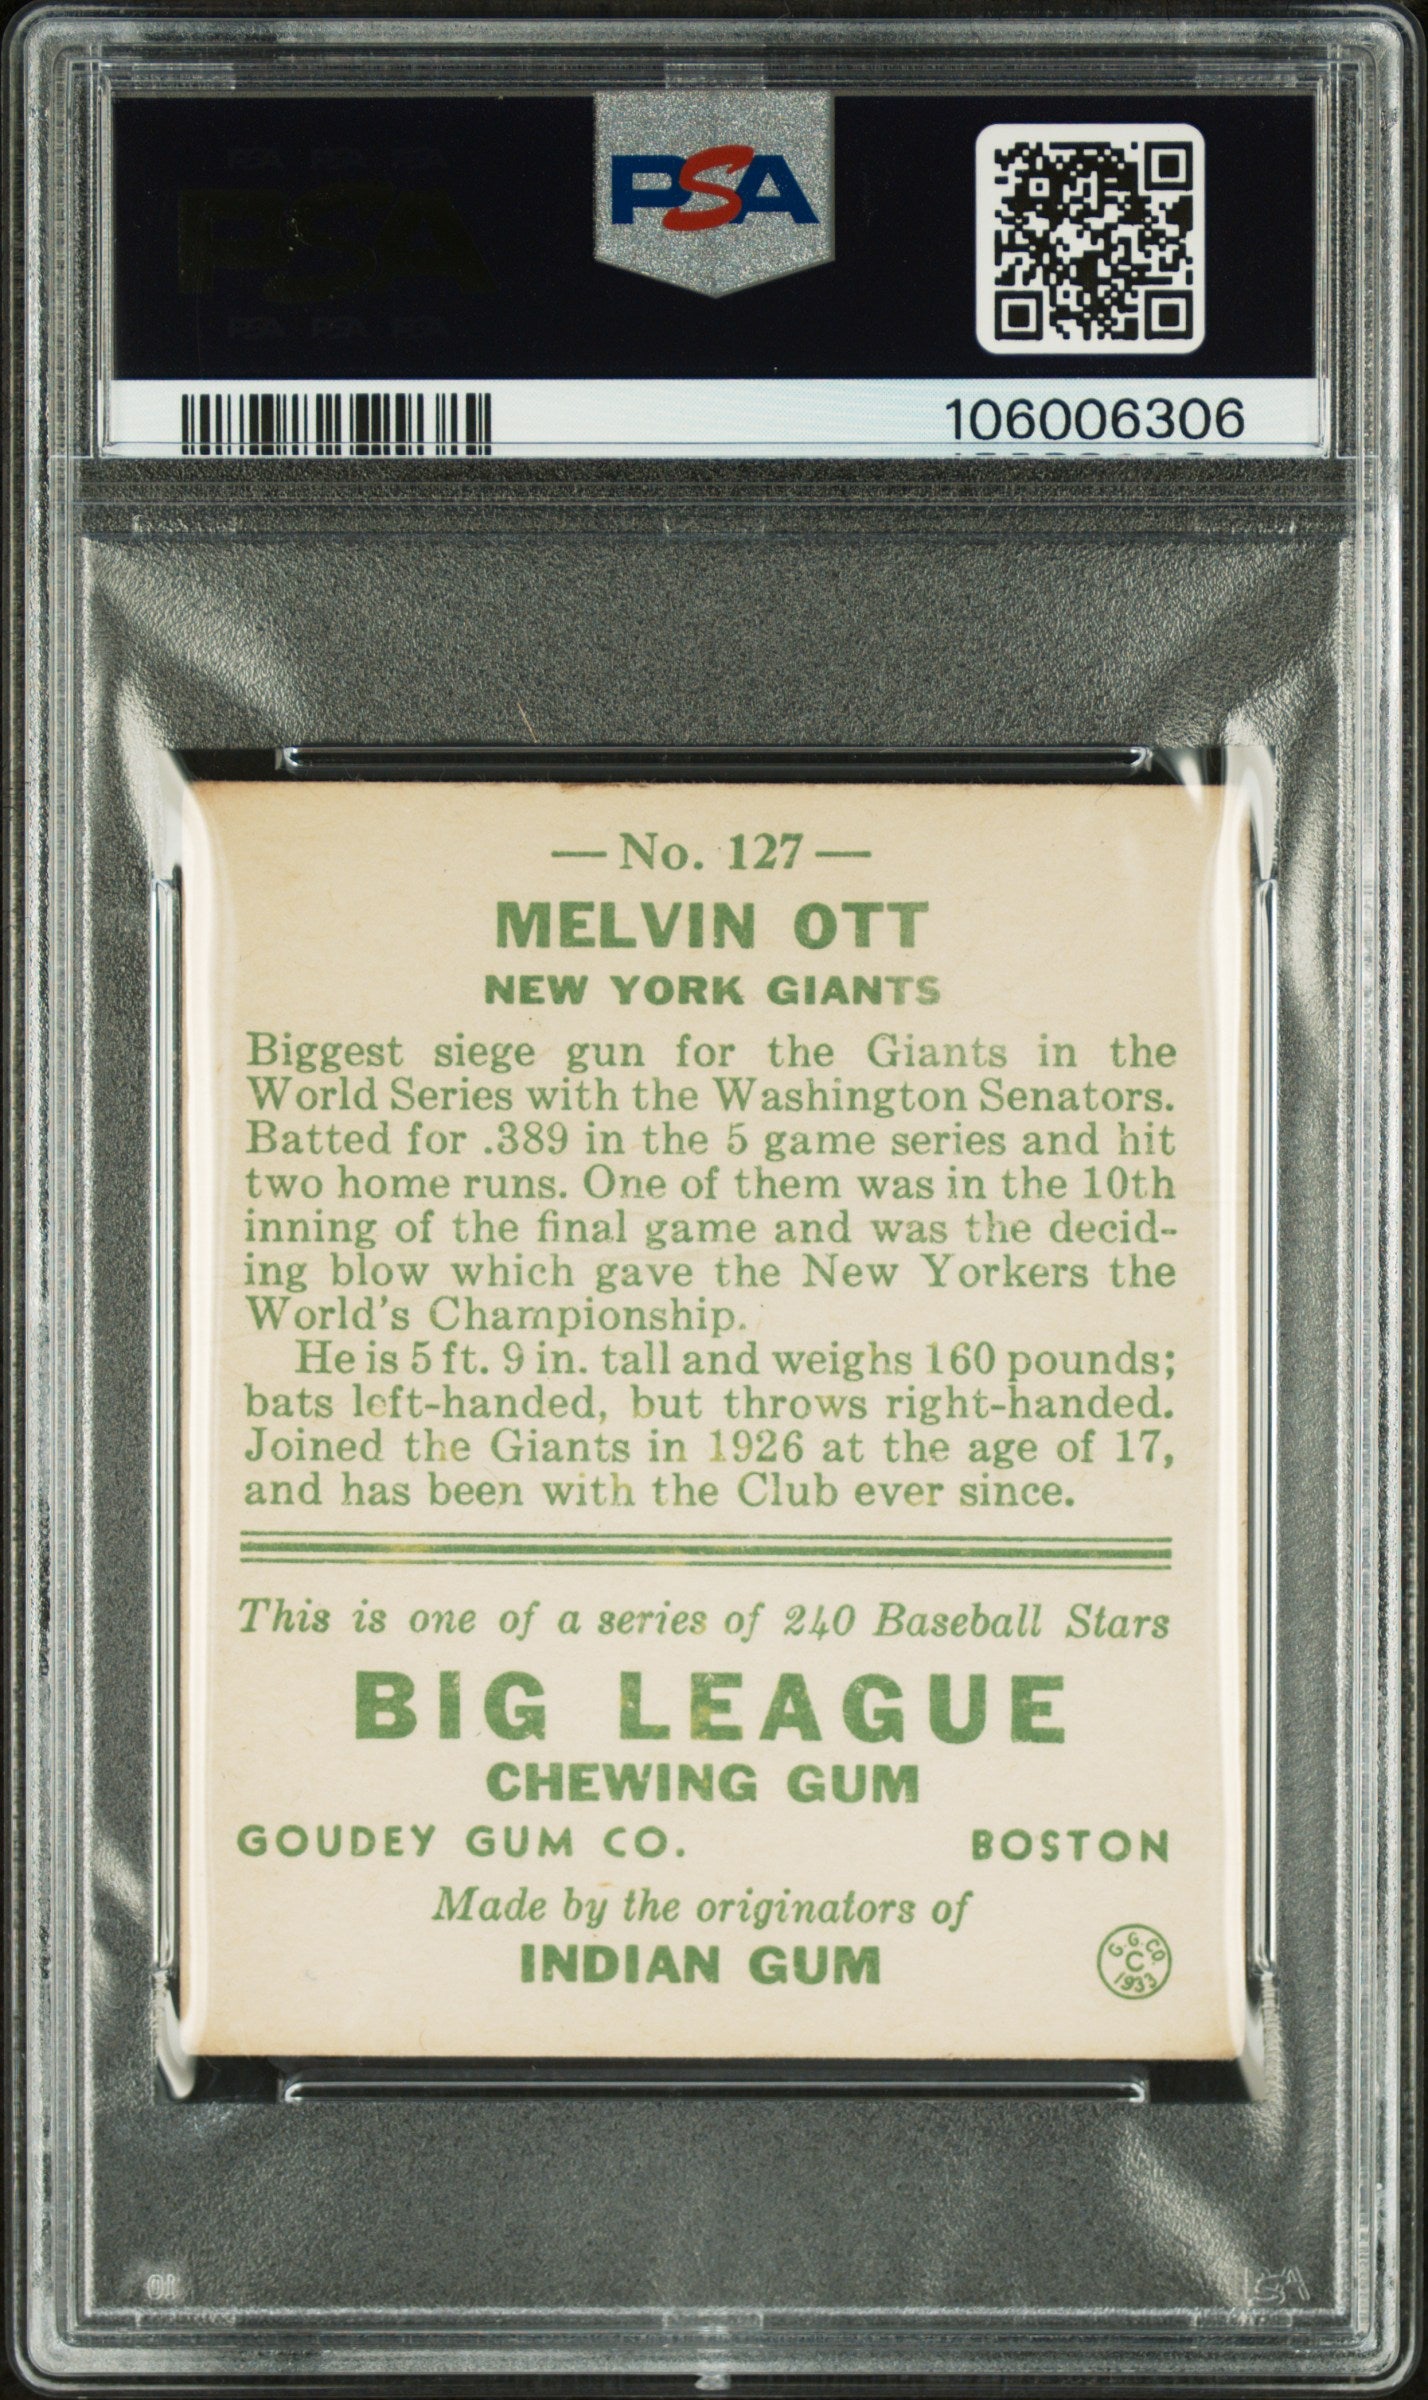 PSA
106006306
— No. 127 —
MELVIN OTT
NEW YORK GIANTS
Biggest siege gun for the Giants in the
World Series with the Washington Senators.
Batted for .389 in the 5 game series and hit
two home runs. One of them was in the 10th
inning of the final game and was the decid-
ing blow which gave the New Yorkers the
World's Championship.
He is 5 ft. 9 in. tall and weighs 160 pounds;
bats left-handed, but throws right-handed.
Joined the Giants in 1926 at the age of 17,
and has been with the Club ever since.
This is one of a series of 240 Baseball Stars
BIG LEAGUE
CHEWING GUM
GOUDEY GUM CO. BOSTON
Made by the originators of
INDIAN GUM
G.G.CO.
C
1933